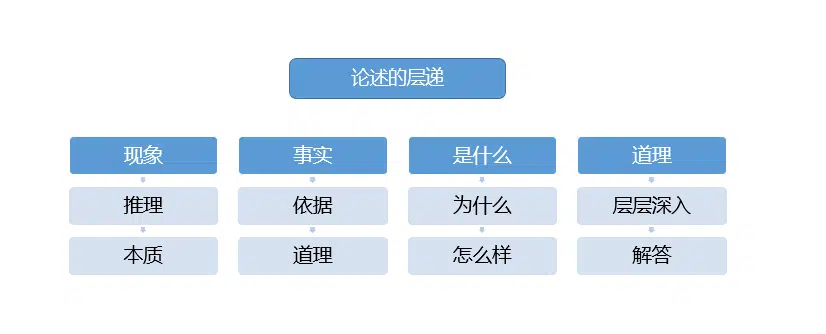 论述的层递
现象
事实
是什么
道理
推理
依据
为什么
层层深入
本质
道理
怎么样
解答